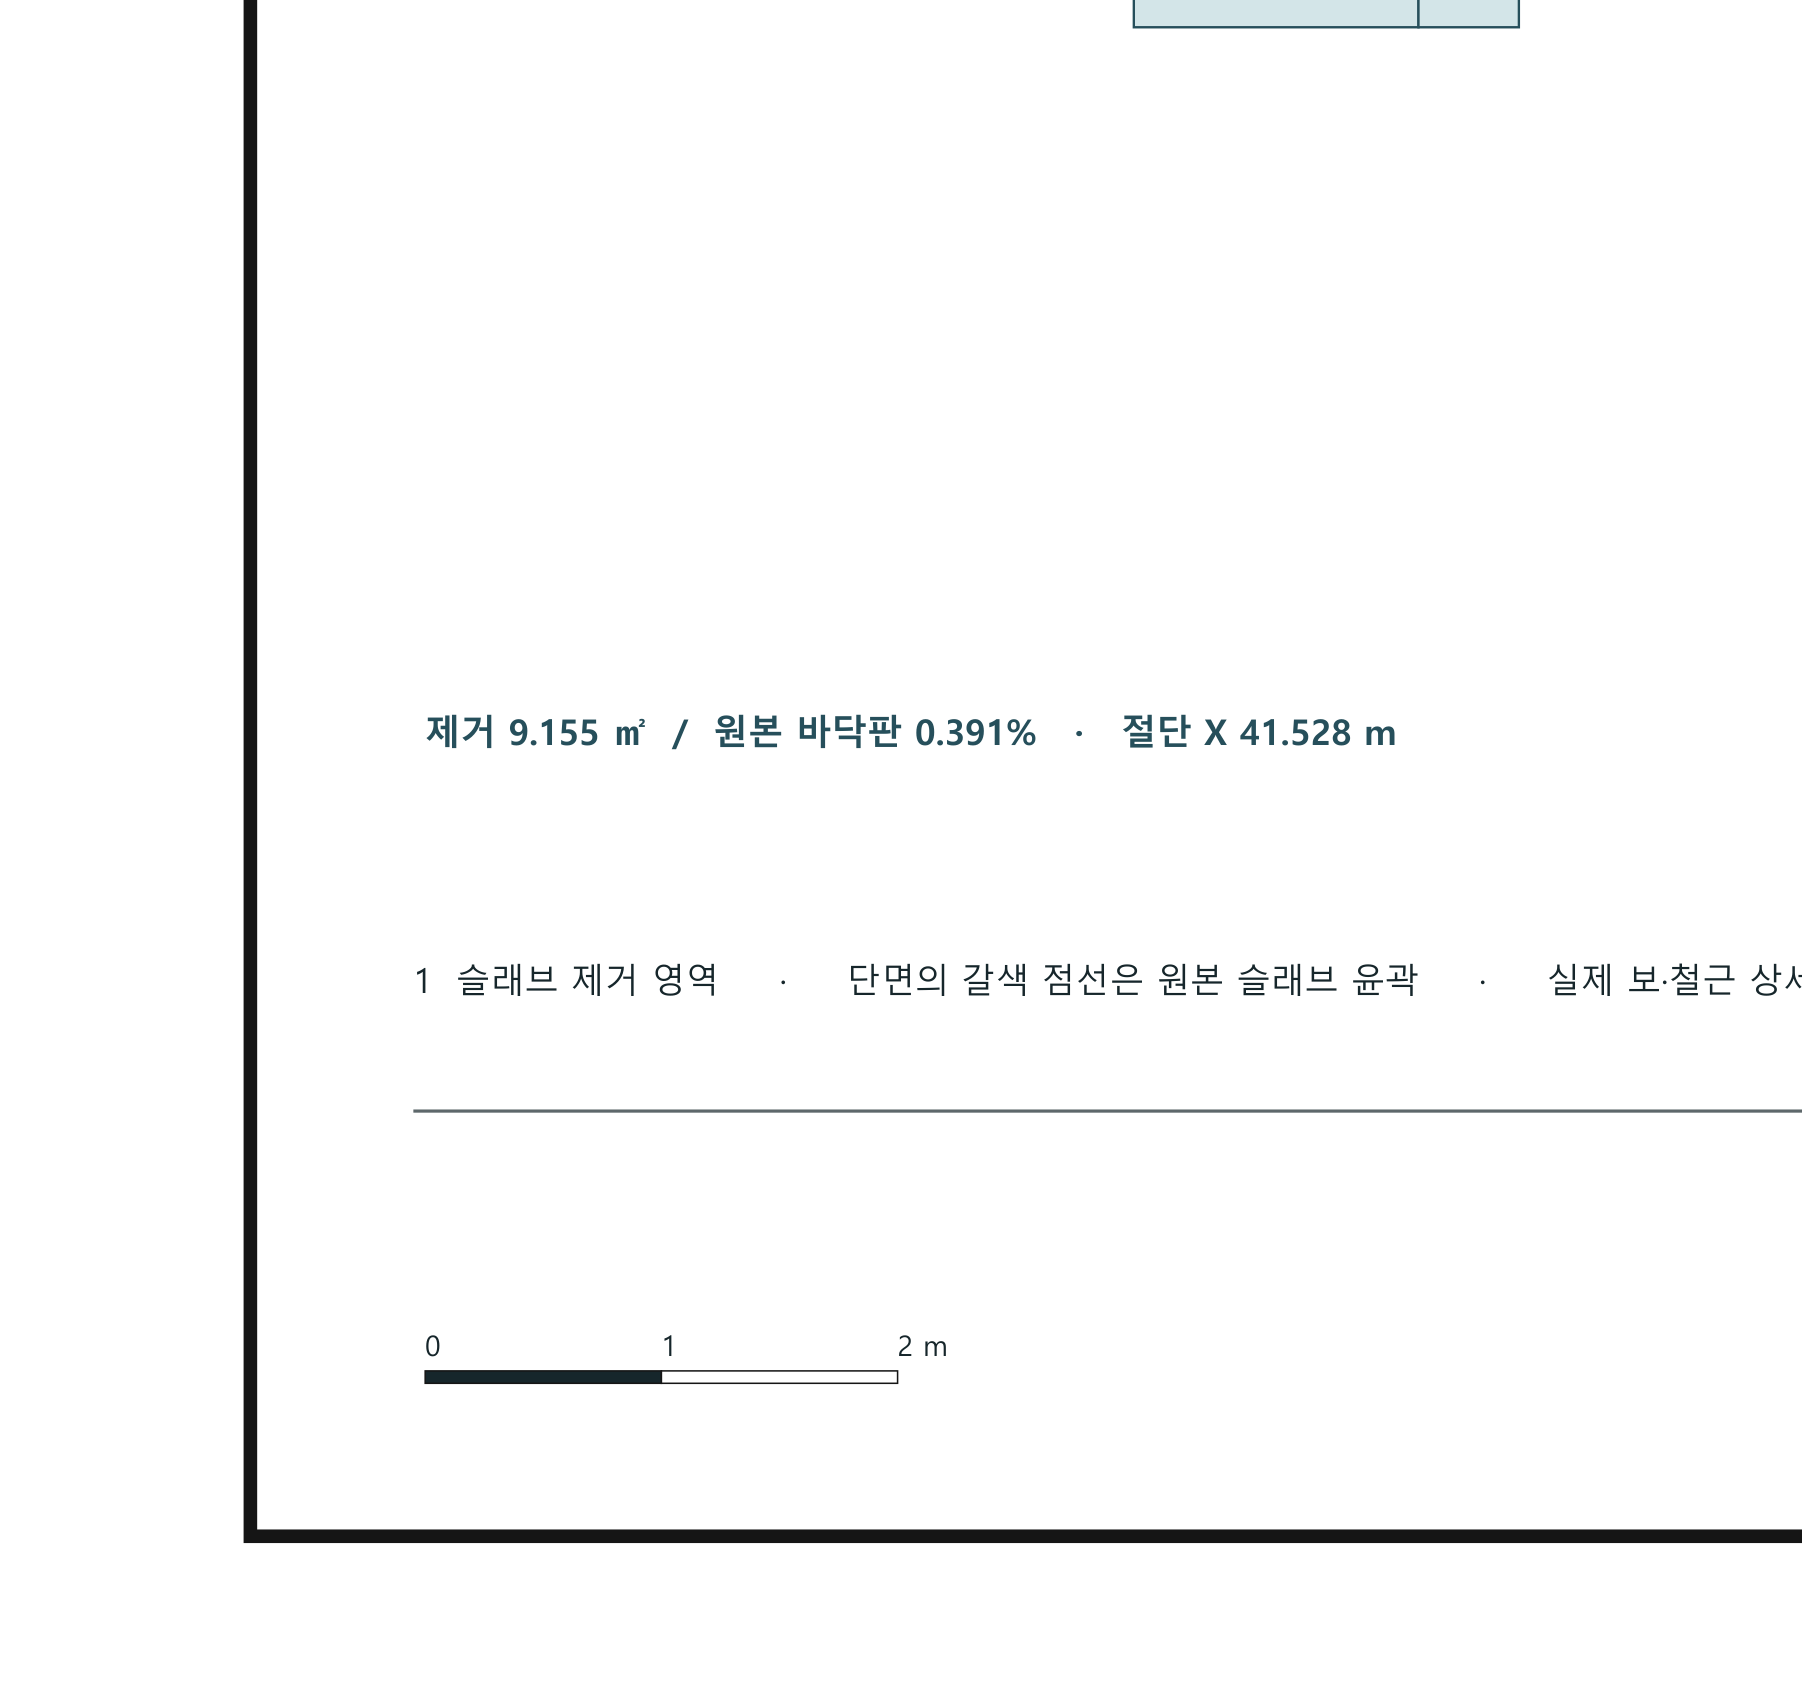 제거 9.155 ㎡ / 원본 바닥판 0.391% · 절단 X 41.528 m
1 슬래브 제거 영역 · 단면의 갈색 점선은 원본 슬래브 윤곽 · 실제 보·철근
0 1 2 m